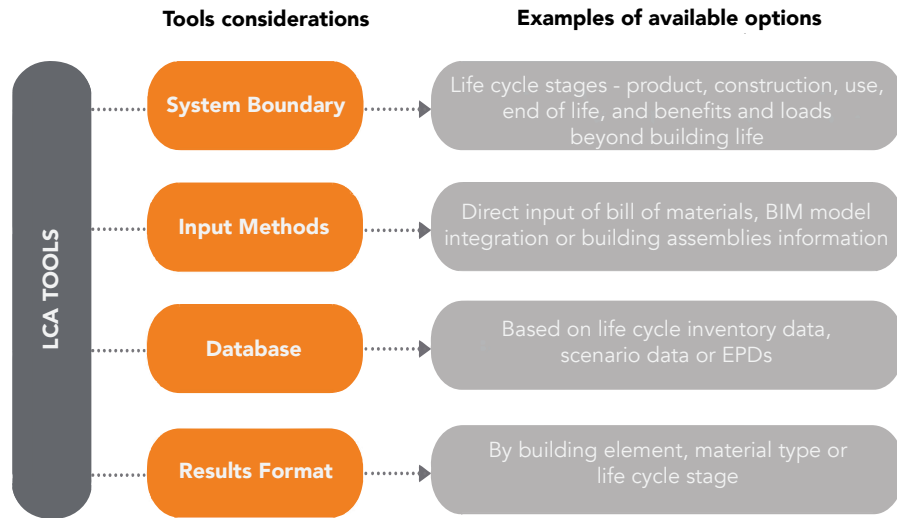 Tools considerations
Examples of available options
LCA TOOLS
System Boundary
Life cycle stages - product, construction, use,
end of life, and benefits and loads
beyond building life
Input Methods
Direct input of bill of materials, BIM model
integration or building assemblies information
Database
Based on life cycle inventory data,
scenario data or EPDs
Results Format
By building element, material type or
life cycle stage